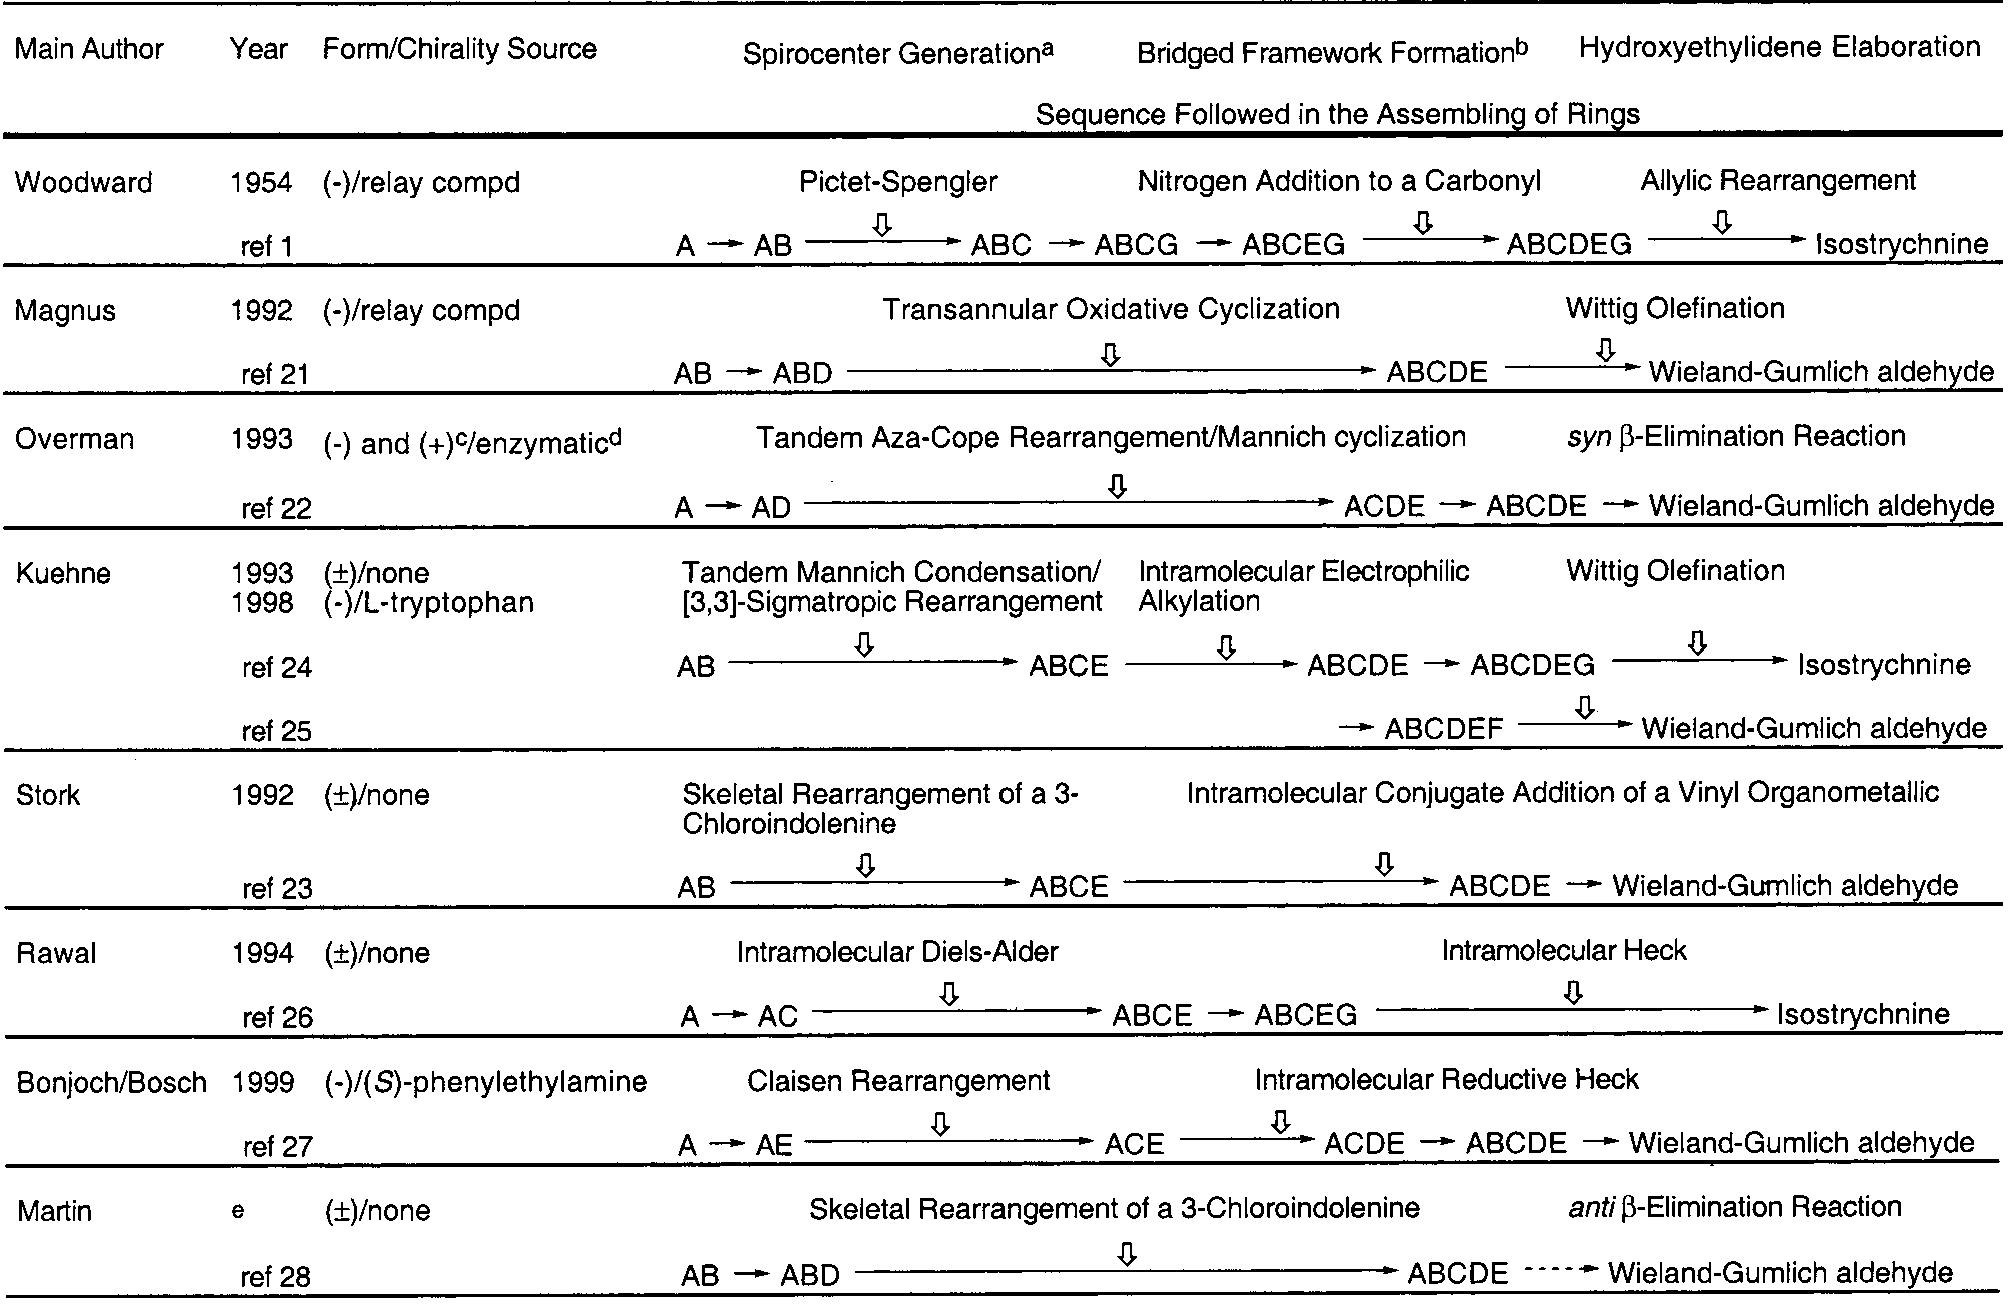 Main Author Year Form/Chirality Source Spirocenter Generationa Bridged Framework Formationb Hydroxyethylidene Elaboration
Sequence Followed in the Assembling of Rings
Woodward 1954 (-)/relay compd Pictet-Spengler Nitrogen Addition to a Carbonyl Allylic Rearrangement
ref 1 A → AB → ABC → ABCG → ABCEG → ABCDEG → Isostrychnine
Magnus 1992 (-)/relay compd Transannular Oxidative Cyclization Wittig Olefination
ref 21 AB → ABD → ABCDE → Wieland-Gumlich aldehyde
Overman 1993 (-) and (+)c/enzymaticd Tandem Aza-Cope Rearrangement/Mannich cyclization syn β-Elimination Reaction
ref 22 A → AD → ACDE → ABCDE → Wieland-Gumlich aldehyde
Kuehne 1993 (±)/none Tandem Mannich Condensation/ Intramolecular Electrophilic Wittig Olefination
1998 (-)/L-tryptophan [3,3]-Sigmatropic Rearrangement Alkylation
ref 24 AB → ABCE → ABCDE → ABCDEG → Isostrychnine
ref 25 → ABCDEF → Wieland-Gumlich aldehyde
Stork 1992 (±)/none Skeletal Rearrangement of a 3- Intramolecular Conjugate Addition of a Vinyl Organometallic
Chloroindolenine
ref 23 AB → ABCE → ABCDE → Wieland-Gumlich aldehyde
Rawal 1994 (±)/none Intramolecular Diels-Alder Intramolecular Heck
ref 26 A → AC → ABCE → ABCEG → Isostrychnine
Bonjoch/Bosch 1999 (-)/(S)-phenylethylamine Claisen Rearrangement Intramolecular Reductive Heck
ref 27 A → AE → ACE → ACDE → ABCDE → Wieland-Gumlich aldehyde
Martin e (±)/none Skeletal Rearrangement of a 3-Chloroindolenine anti β-Elimination Reaction
ref 28 AB → ABD → ABCDE ----→ Wieland-Gumlich aldehyde